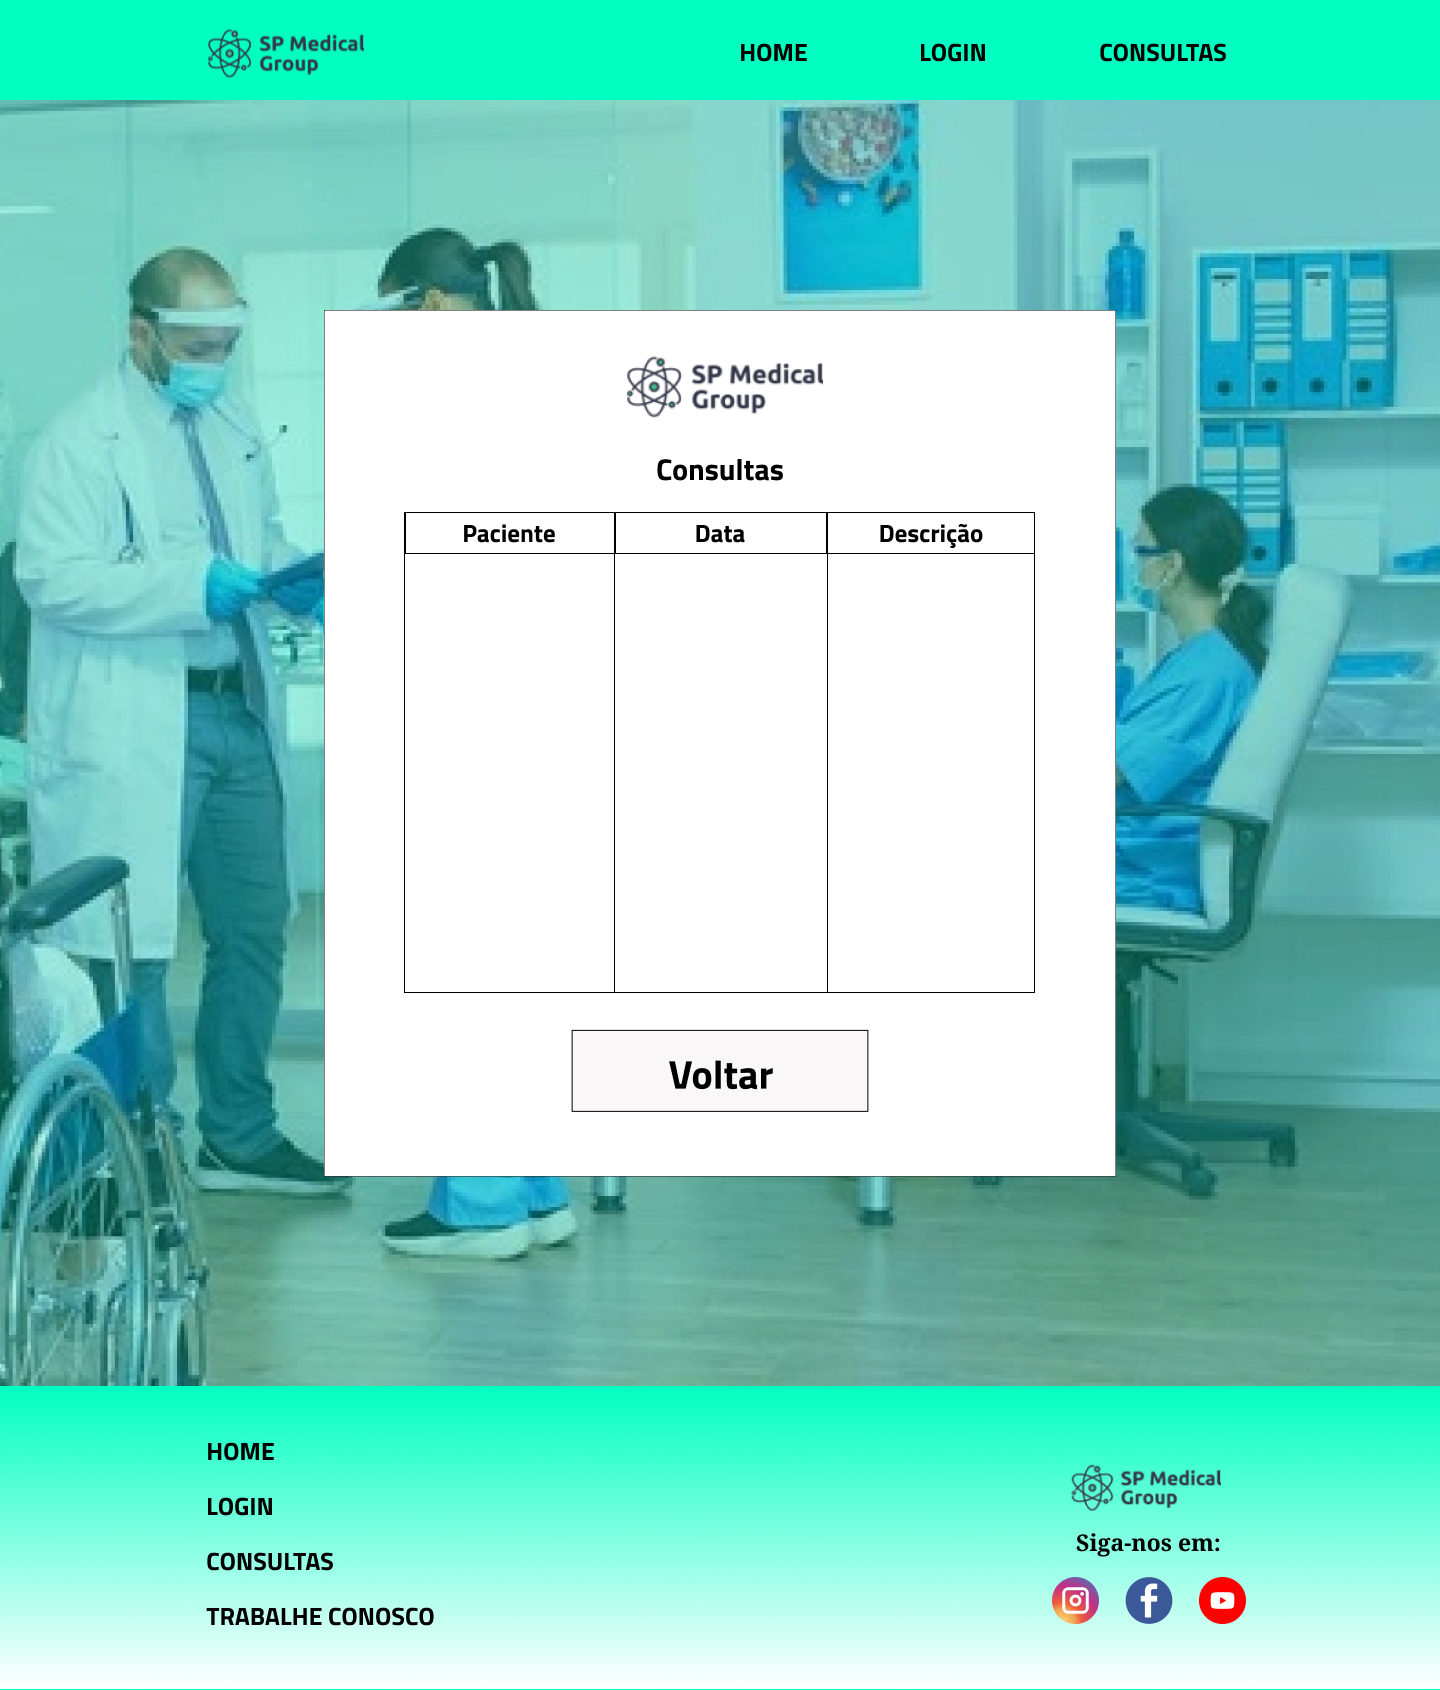 SP Medical
Group
HOME LOGIN CONSULTAS
SP Medical
Group
Consultas
Paciente Data Descrição
Voltar
HOME
LOGIN
CONSULTAS
TRABALHE CONOSCO
SP Medical
Group
Siga-nos em: